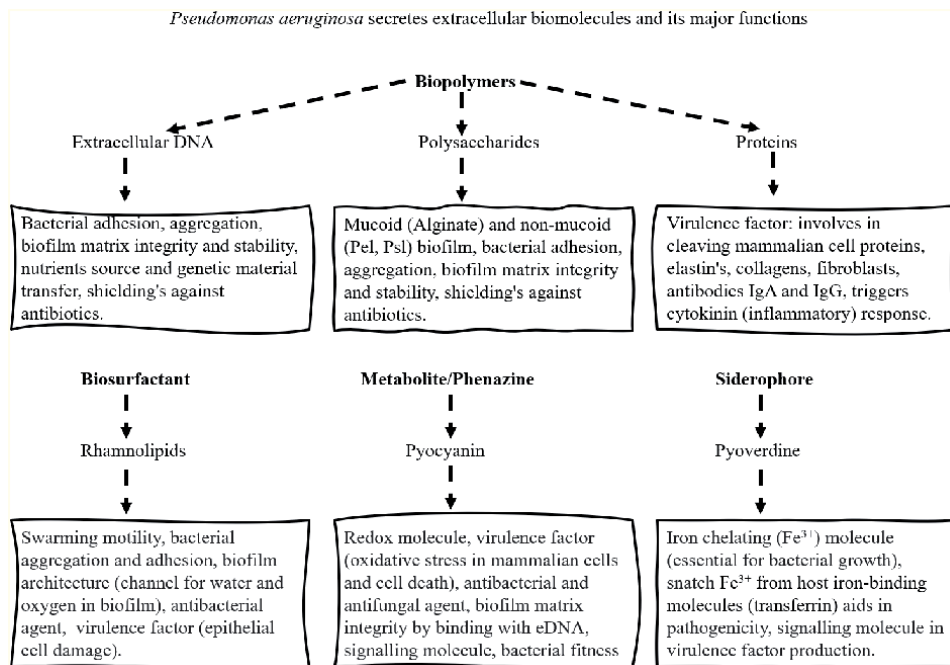 Pseudomonas aeruginosa secretes extracellular biomolecules and its major functions
Biopolymers
Extracellular DNA
Polysaccharides
Proteins
Bacterial adhesion, aggregation,
biofilm matrix integrity and stability,
nutrients source and genetic material
transfer, shielding's against
antibiotics.
Mucoid (Alginate) and non-mucoid
(Pel, Psl) biofilm, bacterial adhesion,
aggregation, biofilm matrix integrity
and stability, shielding's against
antibiotics.
Virulence factor: involves in
cleaving mammalian cell proteins,
elastin's, collagens, fibroblasts,
antibodies IgA and IgG, triggers
cytokinin (inflammatory) response.
Biosurfactant
Metabolite/Phenazine
Siderophore
Rhamnolipids
Pyocyanin
Pyoverdine
Swarming motility, bacterial
aggregation and adhesion, biofilm
architecture (channel for water and
oxygen in biofilm), antibacterial
agent, virulence factor (epithelial
cell damage).
Redox molecule, virulence factor
(oxidative stress in mammalian cells
and cell death), antibacterial and
antifungal agent, biofilm matrix
integrity by binding with eDNA,
signalling molecule, bacterial fitness
Iron chelating (Fe³⁺) molecule
(essential for bacterial growth),
snatch Fe³⁺ from host iron-binding
molecules (transferrin) aids in
pathogenicity, signalling molecule in
virulence factor production.